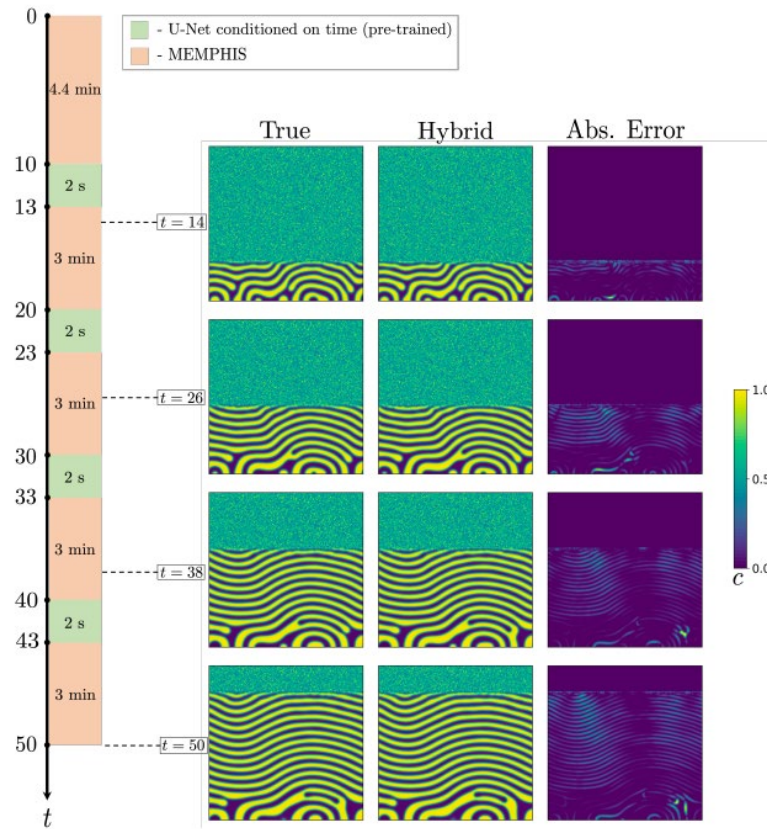 0
- U-Net conditioned on time (pre-trained)
- MEMPHIS
4.4 min
True Hybrid Abs. Error
10
2 s
13
t = 14
3 min
20
2 s
23
3 min
t = 26
1.0
30
2 s
0.5
33
3 min
t = 38
0.0
c
40
2 s
43
3 min
50
t = 50
t